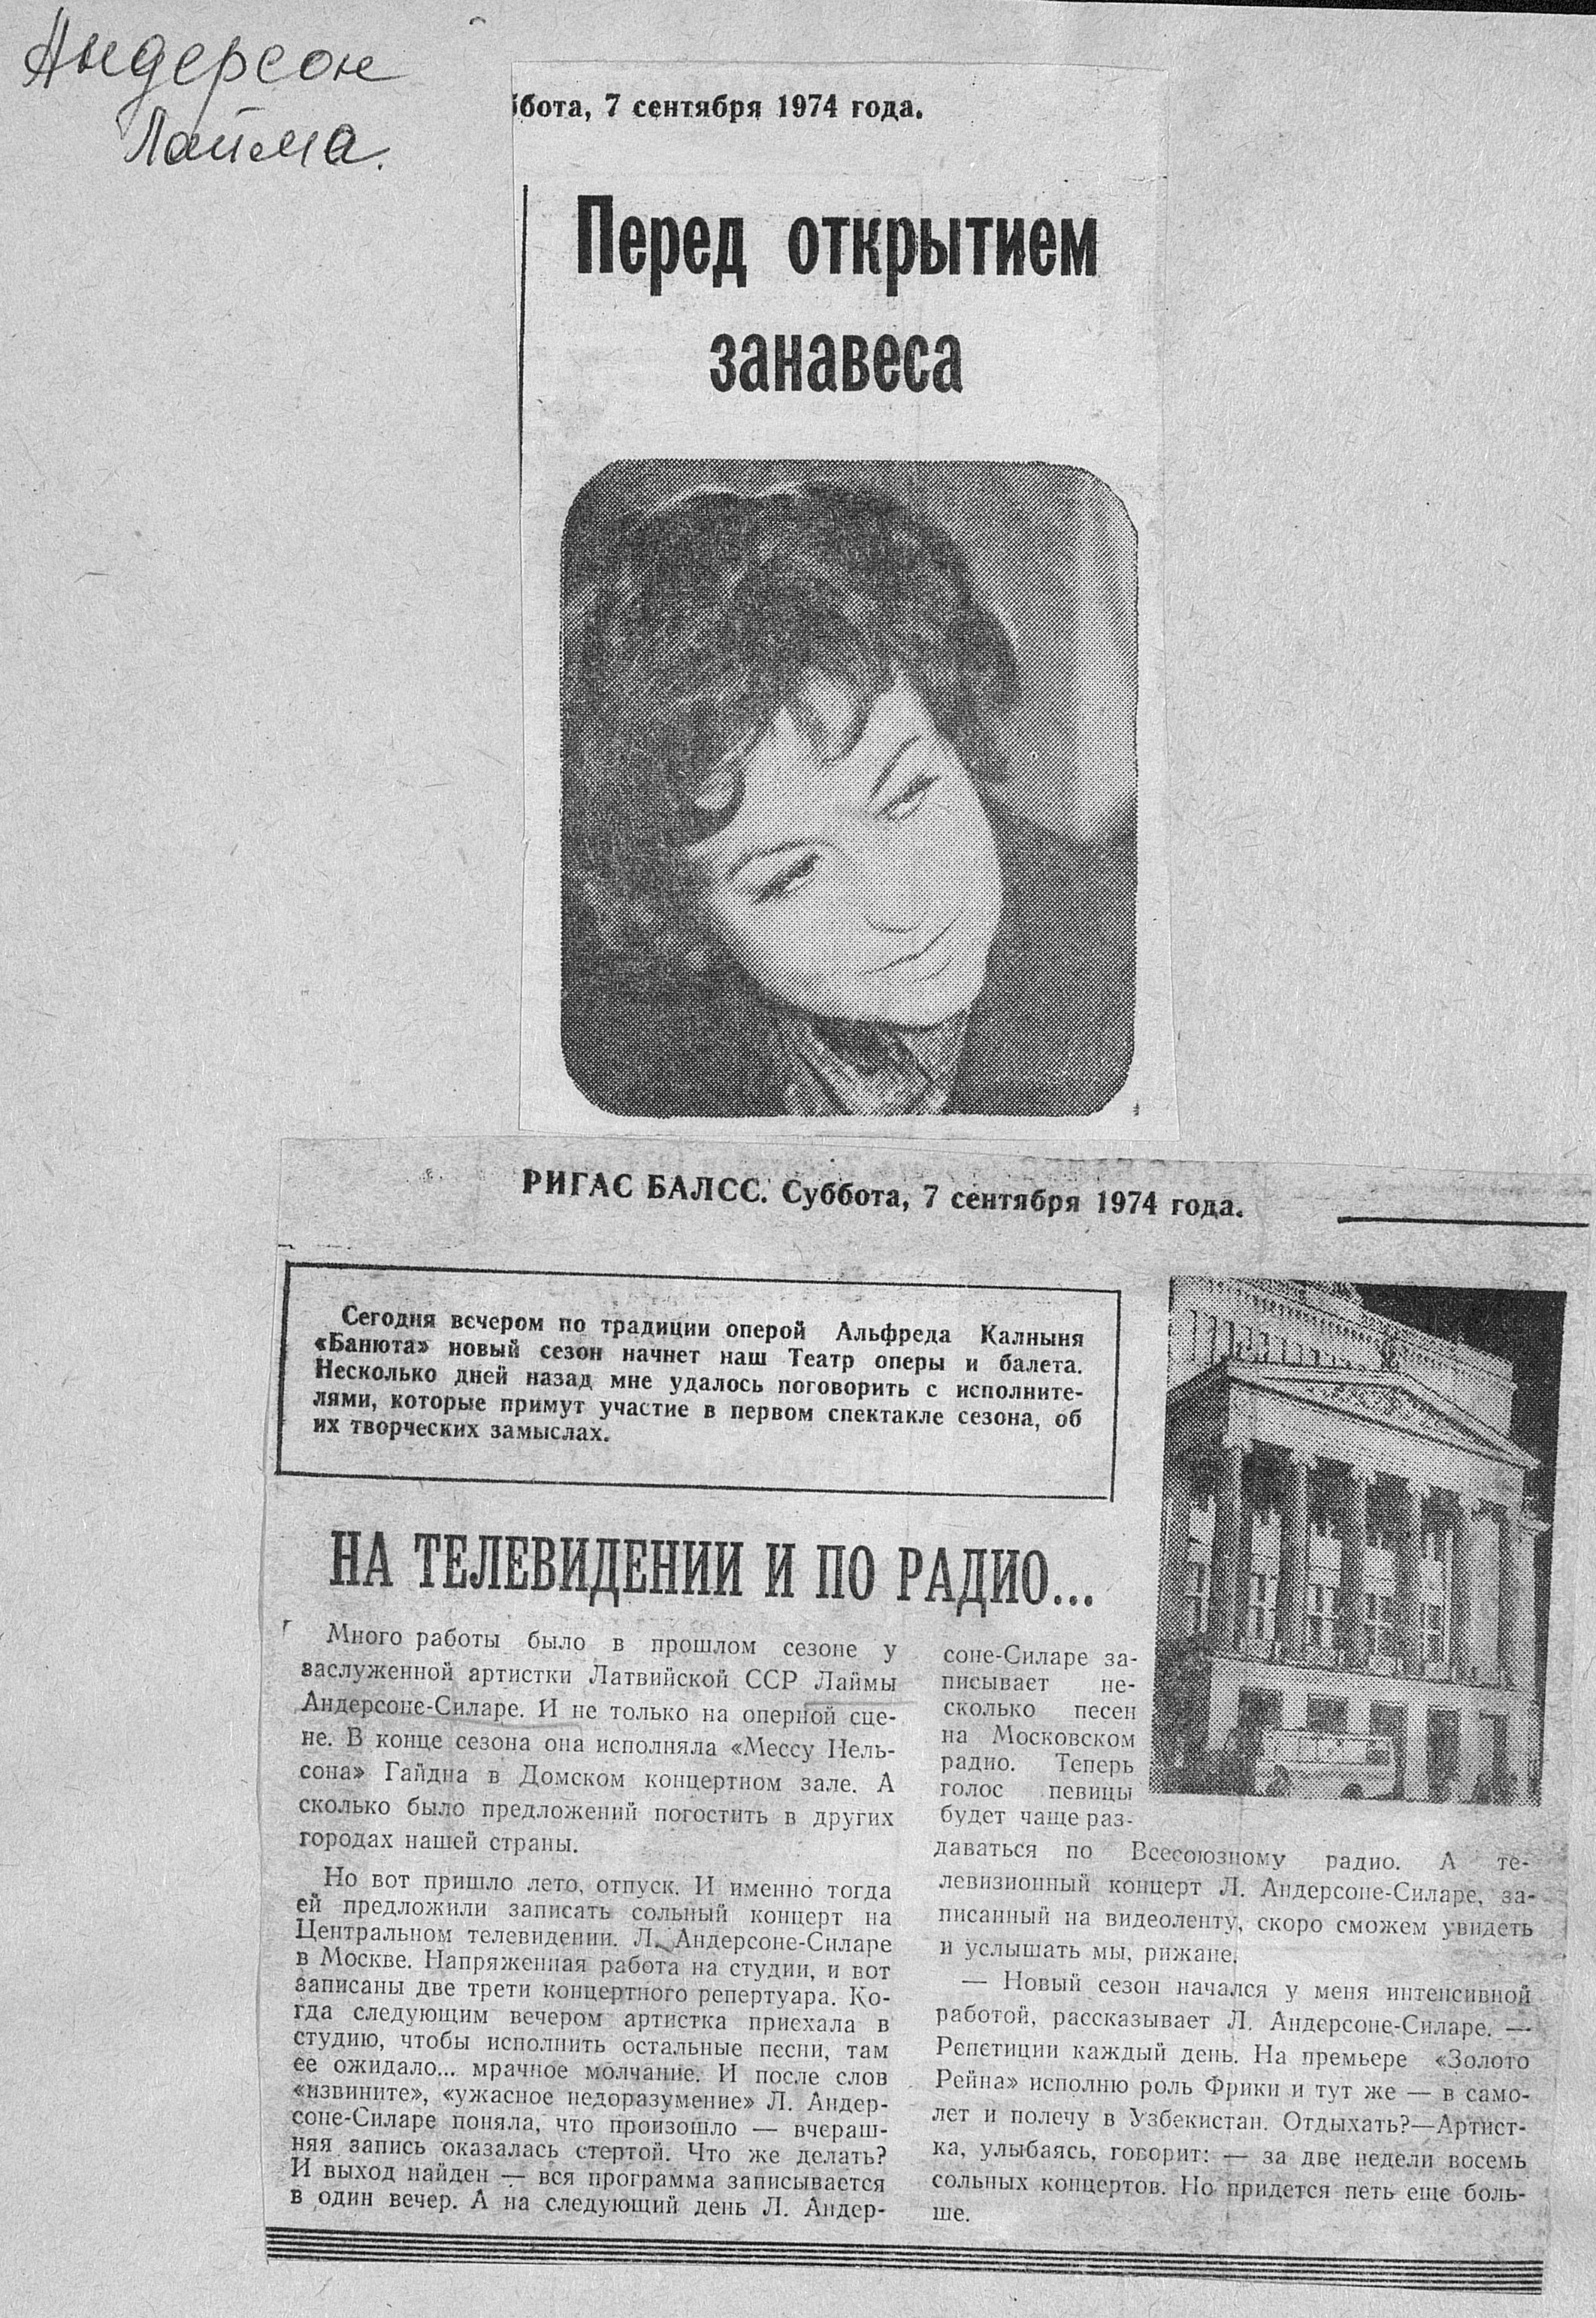 Андерсон
Лайма.
бота, 7 сентября 1974 года.
Перед открытием
занавеса
РИГАС БАЛСС. Суббота, 7 сентября 1974 года.
Сегодня вечером по традиции оперой Альфреда Калныня
«Банюта» новый сезон начнет наш Театр оперы и балета.
Несколько дней назад мне удалось поговорить с исполните-
лями, которые примут участие в первом спектакле сезона, об
их творческих замыслах.
НА ТЕЛЕВИДЕНИИ И ПО РАДИО...
Много работы было в прошлом сезоне у
заслуженной артистки Латвийской ССР Лаймы
Андерсоне-Силаре. И не только на оперной сце-
не. В конце сезона она исполняла «Мессу Нель-
сона» Гайдна в Домском концертном зале. А
сколько было предложений погостить в других
городах нашей страны.
Но вот пришло лето, отпуск. И именно тогда
ей предложили записать сольный концерт на
Центральном телевидении. Л. Андерсоне-Силаре
в Москве. Напряженная работа на студии, и вот
записаны две трети концертного репертуара. Ко-
гда следующим вечером артистка приехала в
студию, чтобы исполнить остальные песни, там
ее ожидало... мрачное молчание. И после слов
«извините», «ужасное недоразумение» Л. Андер-
соне-Силаре поняла, что произошло — вчераш-
няя запись оказалась стертой. Что же делать?
И выход найден — вся программа записывается
в один вечер. А на следующий день Л. Андер-
соне-Силаре за-
писывает не-
сколько песен
на Московском
радио. Теперь
голос певицы
будет чаще раз-
даваться по Всесоюзному радио. А те-
левизионный концерт Л. Андерсоне-Силаре, за-
писанный на видеоленту, скоро сможем увидеть
и услышать мы, рижане.
— Новый сезон начался у меня интенсивной
работой, рассказывает Л. Андерсоне-Силаре. —
Репетиции каждый день. На премьере «Золото
Рейна» исполню роль Фрики и тут же — в само-
лет и полечу в Узбекистан. Отдыхать?—Артист-
ка, улыбаясь, говорит: — за две недели восемь
сольных концертов. Но придется петь еще боль-
ше.